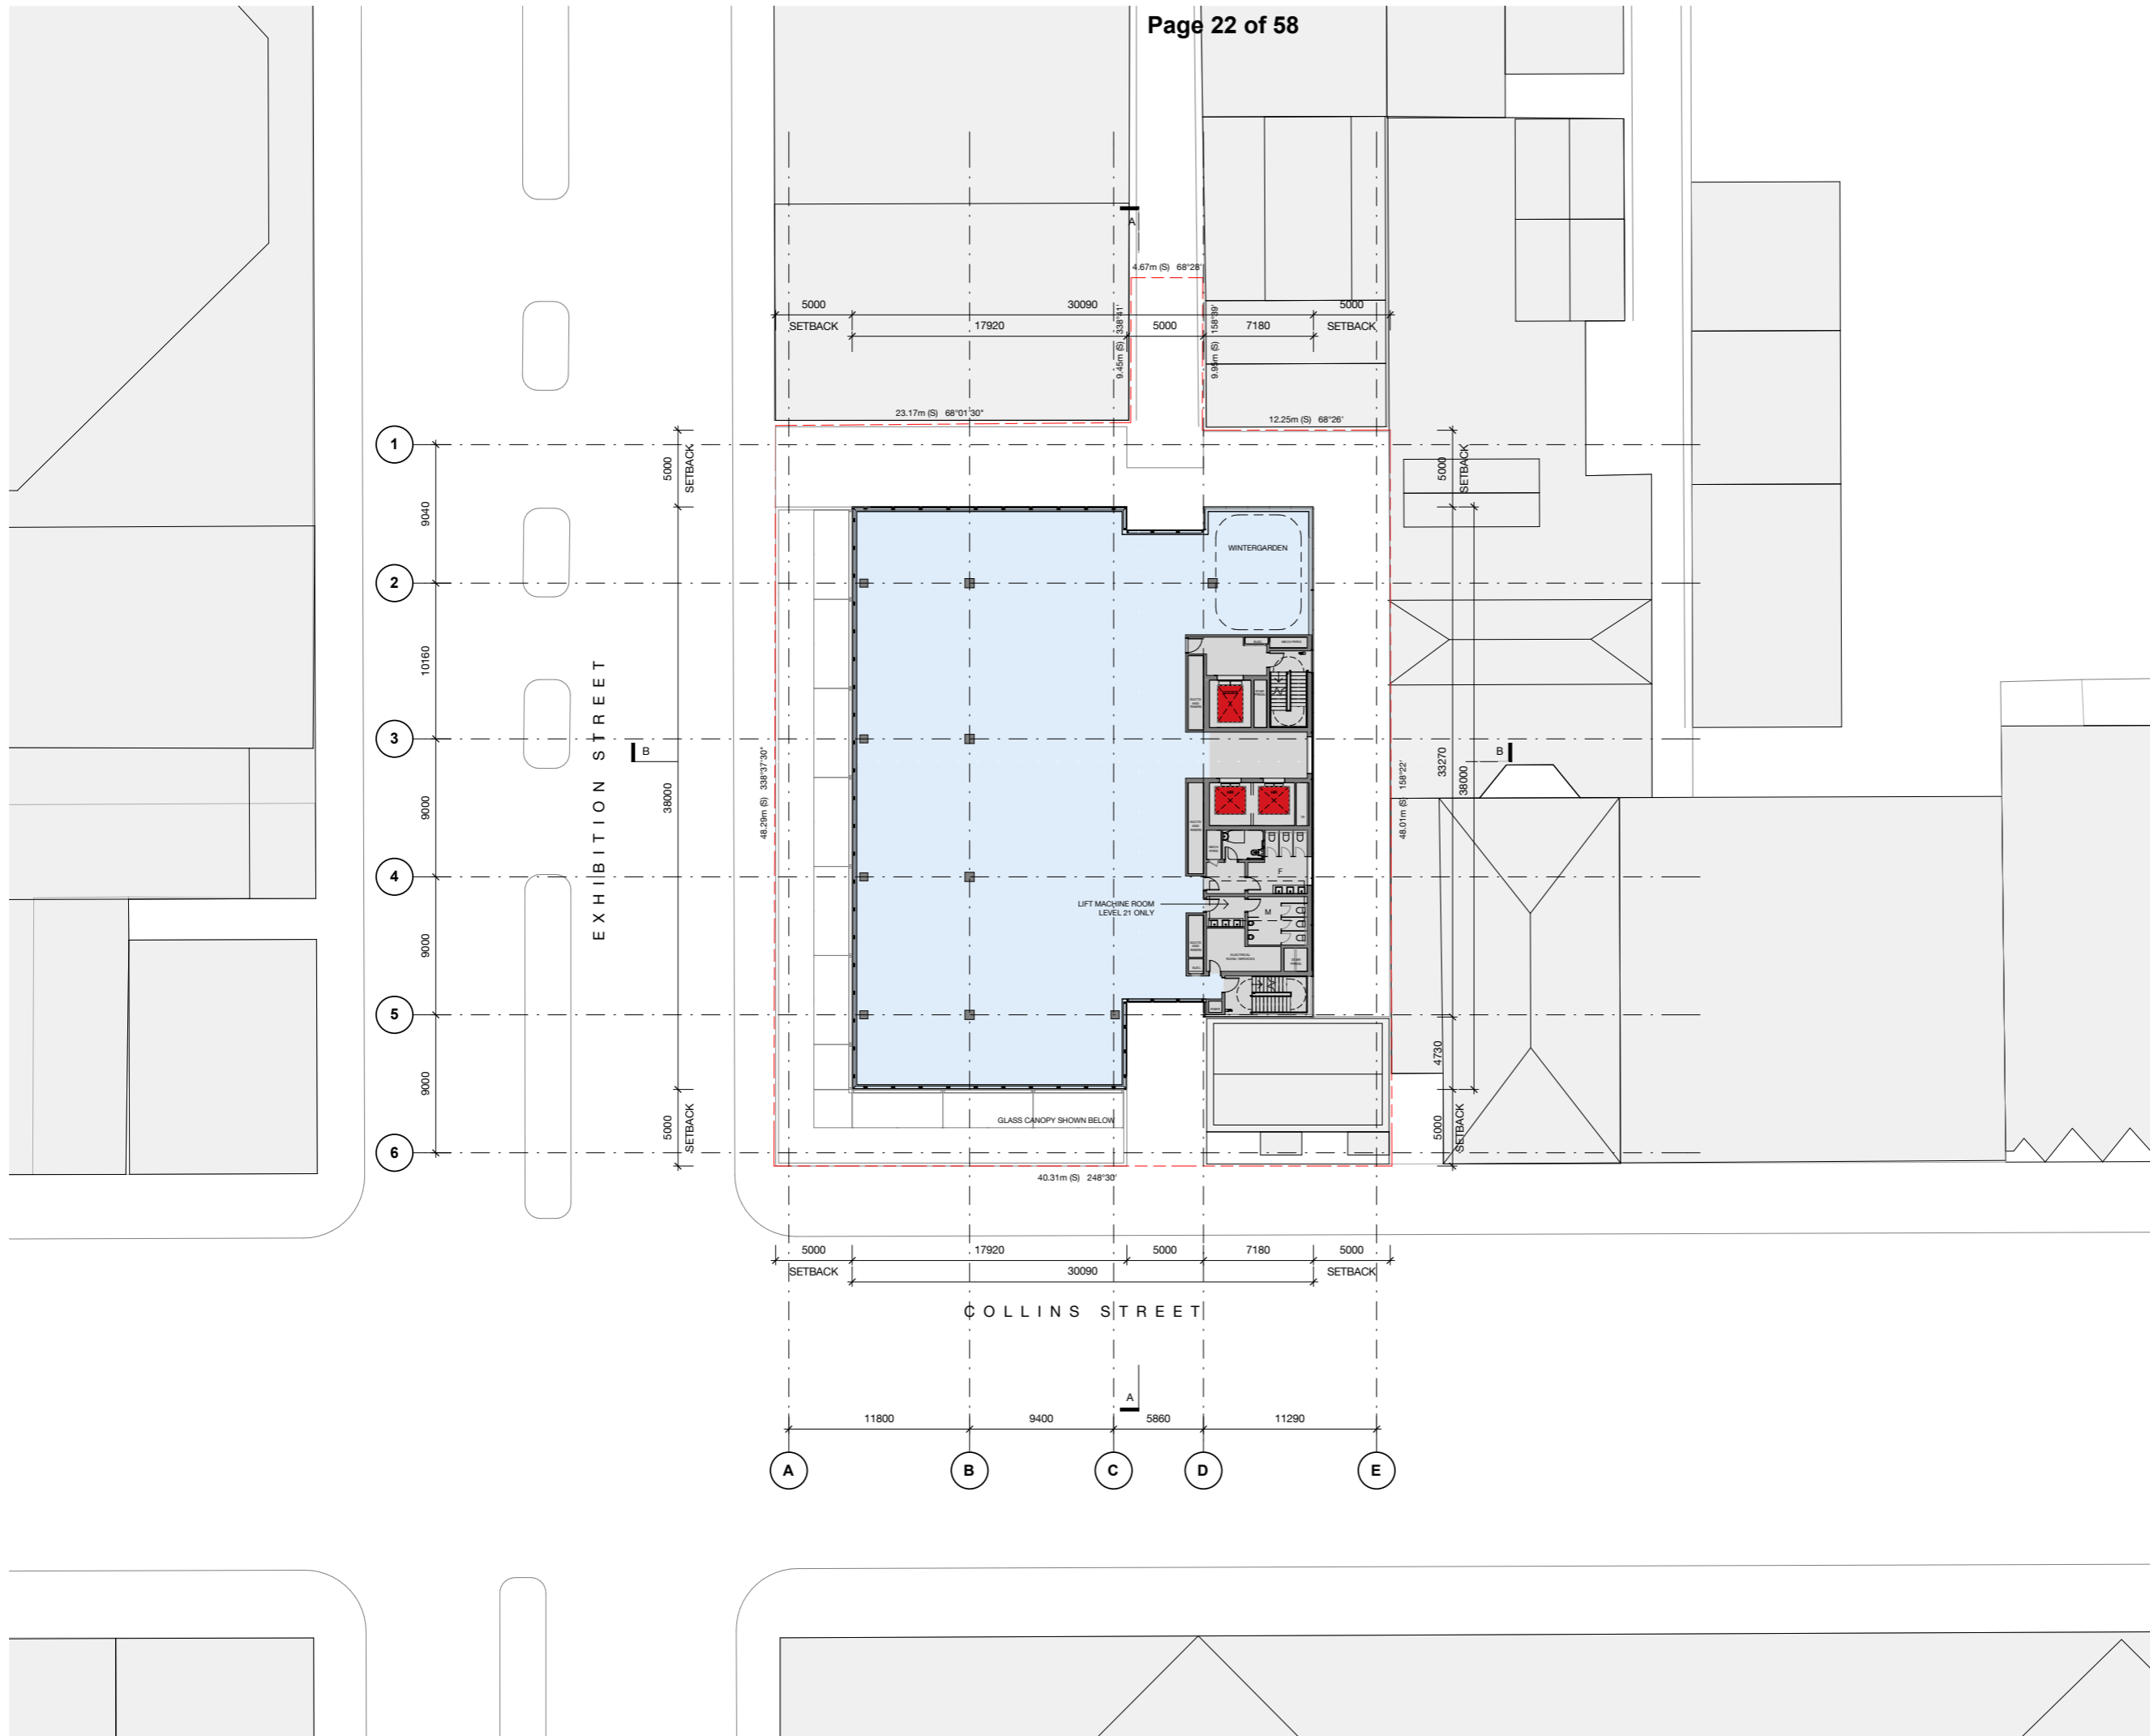 Page 22 of 58
A
4.67m (S) 68°28'
5000
30090
5000
SETBACK
17920
5000
7180
SETBACK
9.45m (S) 338°41'
9.95m (S) 158°39'
23.17m (S) 68°01'30"
12.25m (S) 68°26'
1
5000
SETBACK
5000
SETBACK
9040
WINTERGARDEN
2
10160
EXHIBITION STREET
3
B
B
48.29m (S) 338°37'30"
38000
48.01m (S) 158°22'
33270
38000
9000
4
F
LIFT MACHINE ROOM
LEVEL 21 ONLY
M
9000
5
4730
9000
5000
SETBACK
GLASS CANOPY SHOWN BELOW
5000
SETBACK
6
40.31m (S) 248°30'
5000
17920
5000
7180
5000
SETBACK
30090
SETBACK
COLLINS STREET
A
11800
9400
5860
11290
A
B
C
D
E